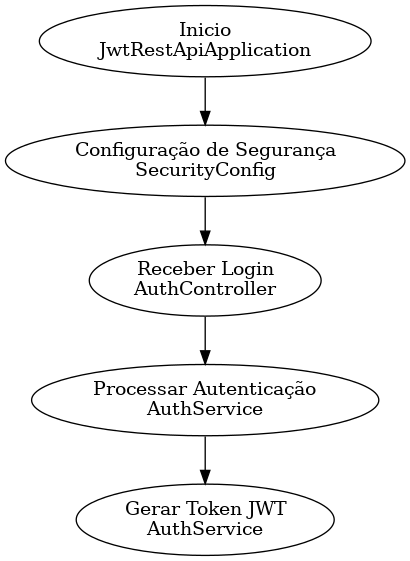 Inicio
JwtRestApiApplication
Configuração de Segurança
SecurityConfig
Receber Login
AuthController
Processar Autenticação
AuthService
Gerar Token JWT
AuthService